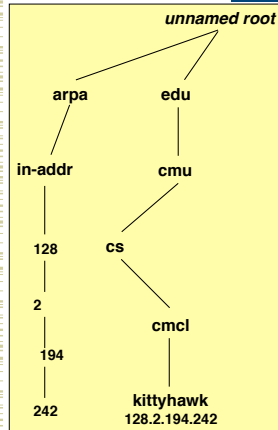 unnamed root
arpa edu
in-addr cmu
128 cs
2
cmcl
194
kittyhawk
242
128.2.194.242